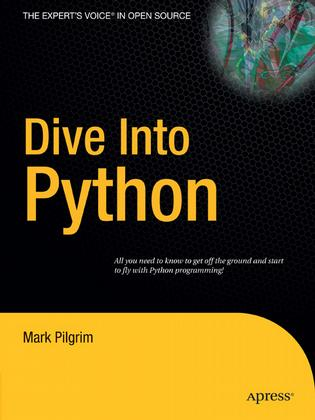 THE EXPERT'S VOICE® IN OPEN SOURCE
Dive Into
Python
All you need to know to get off the ground and start
to fly with Python programming!
Mark Pilgrim
Apress®